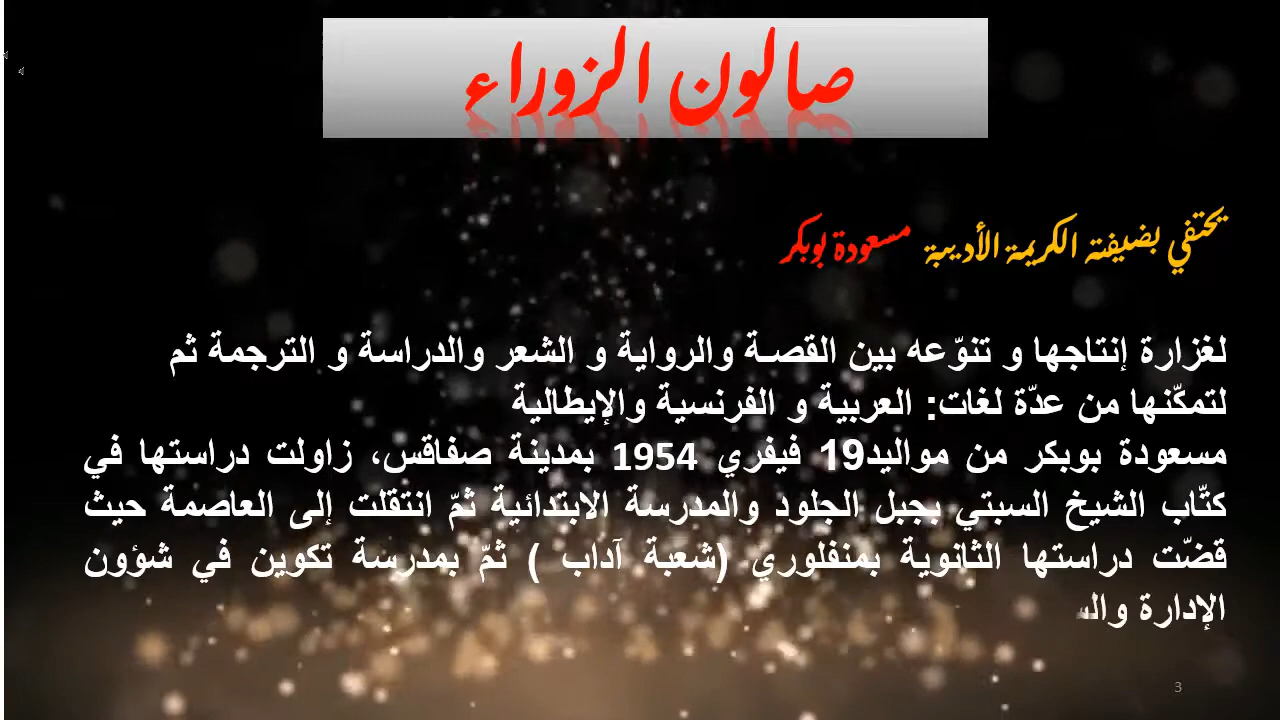 صالون الزوراء
يحتفي بضيفته الكريمة الأديبة مسعودة بوبكر
لغزارة إنتاجها و تنوّعه بين القصة والرواية و الشعر والدراسة و الترجمة ثم
لتمكّنها من عدّة لغات: العربية و الفرنسية والإيطالية
مسعودة بوبكر من مواليد19 فيفري 1954 بمدينة صفاقس، زاولت دراستها في
كتّاب الشيخ السبتي بجبل الجلود والمدرسة الابتدائية ثمّ انتقلت إلى العاصمة حيث
قضّت دراستها الثانوية بمنفلوري (شعبة آداب ) ثمّ بمدرسة تكوين في شؤون
الإدارة
3